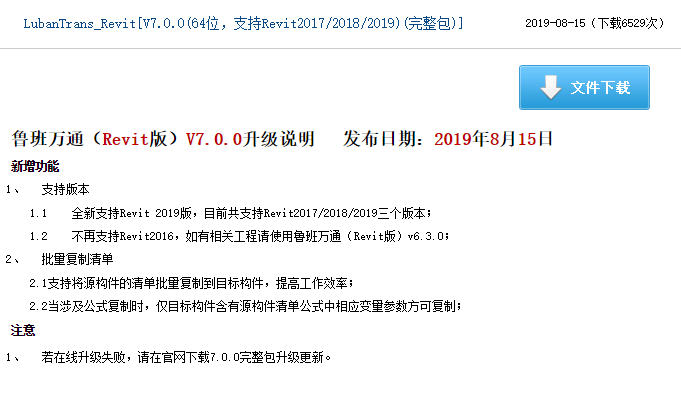 LubanTrans_Revit[V7.0.0(64位，支持Revit2017/2018/2019)(完整包)]
2019-08-15（下载6529次）
文件下载
鲁班万通（Revit版）V7.0.0升级说明 发布日期：2019年8月15日
新增功能
1、 支持版本
1.1 全新支持Revit 2019版，目前共支持Revit2017/2018/2019三个版本；
1.2 不再支持Revit2016，如有相关工程请使用鲁班万通（Revit版）v6.3.0；
2、 批量复制清单
2.1支持将源构件的清单批量复制到目标构件，提高工作效率；
2.2当涉及公式复制时，仅目标构件含有源构件清单公式中相应变量参数方可复制；
注意
1、 若在线升级失败，请在官网下载7.0.0完整包升级更新。